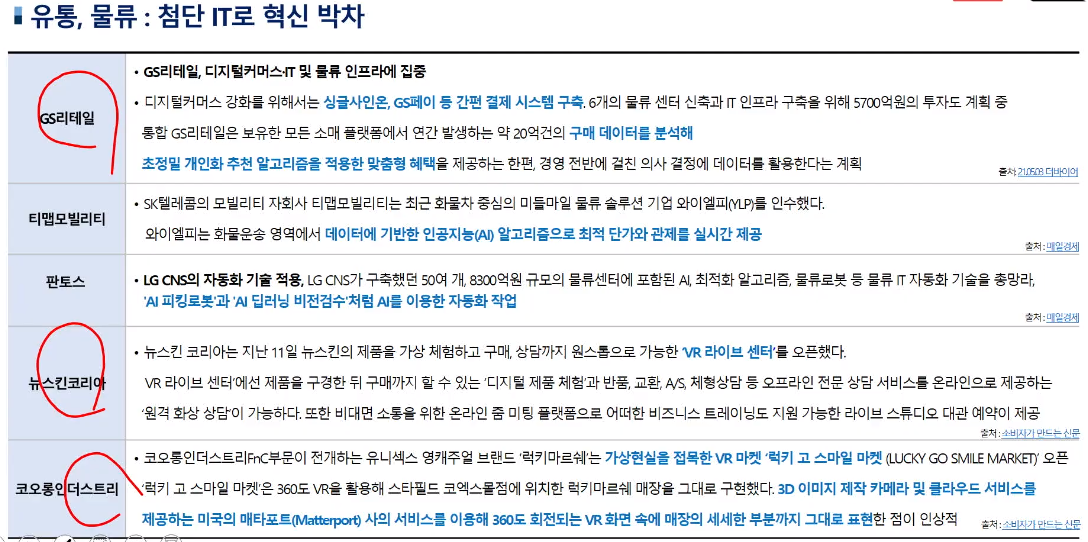 유통, 물류 : 첨단 IT로 혁신 박차
GS리테일
• GS리테일, 디지털커머스·IT 및 물류 인프라에 집중
• 디지털커머스 강화를 위해서는 싱글사인온, GS페이 등 간편 결제 시스템 구축. 6개의 물류 센터 신축과 IT 인프라 구축을 위해 5700억원의 투자도 계획 중
통합 GS리테일은 보유한 모든 소매 플랫폼에서 연간 발생하는 약 20억건의 구매 데이터를 분석해
초정밀 개인화 추천 알고리즘을 적용한 맞춤형 혜택을 제공하는 한편, 경영 전반에 걸친 의사 결정에 데이터를 활용한다는 계획
출처: 21.05.03 더바이어
티맵모빌리티
• SK텔레콤의 모빌리티 자회사 티맵모빌리티는 최근 화물차 중심의 미들마일 물류 솔루션 기업 와이엘피(YLP)를 인수했다.
와이엘피는 화물운송 영역에서 데이터에 기반한 인공지능(AI) 알고리즘으로 최적 단가와 관제를 실시간 제공
출처 : 매일경제
판토스
• LG CNS의 자동화 기술 적용, LG CNS가 구축했던 50여 개, 8300억원 규모의 물류센터에 포함된 AI, 최적화 알고리즘, 물류로봇 등 물류 IT 자동화 기술을 총망라,
'AI 피킹로봇'과 'AI 딥러닝 비전검수'처럼 AI를 이용한 자동화 작업
출처 : 매일경제
뉴스킨코리아
• 뉴스킨 코리아는 지난 11일 뉴스킨의 제품을 가상 체험하고 구매, 상담까지 원스톱으로 가능한 'VR 라이브 센터'를 오픈했다.
VR 라이브 센터'에선 제품을 구경한 뒤 구매까지 할 수 있는 '디지털 제품 체험'과 반품, 교환, A/S, 체형상담 등 오프라인 전문 상담 서비스를 온라인으로 제공하는
'원격 화상 상담'이 가능하다. 또한 비대면 소통을 위한 온라인 줌 미팅 플랫폼으로 어떠한 비즈니스 트레이닝도 지원 가능한 라이브 스튜디오 대관 예약이 제공
출처 : 소비자가 만드는 신문
코오롱인더스트리
• 코오롱인더스트리FnC부문이 전개하는 유니섹스 영캐주얼 브랜드 '럭키마르쉐'는 가상현실을 접목한 VR 마켓 '럭키 고 스마일 마켓 (LUCKY GO SMILE MARKET)' 오픈
'럭키 고 스마일 마켓'은 360도 VR을 활용해 스타필드 코엑스몰점에 위치한 럭키마르쉐 매장을 그대로 구현했다. 3D 이미지 제작 카메라 및 클라우드 서비스를
제공하는 미국의 매타포트(Matterport) 사의 서비스를 이용해 360도 회전되는 VR 화면 속에 매장의 세세한 부분까지 그대로 표현한 점이 인상적
출처 : 소비자가 만드는 신문